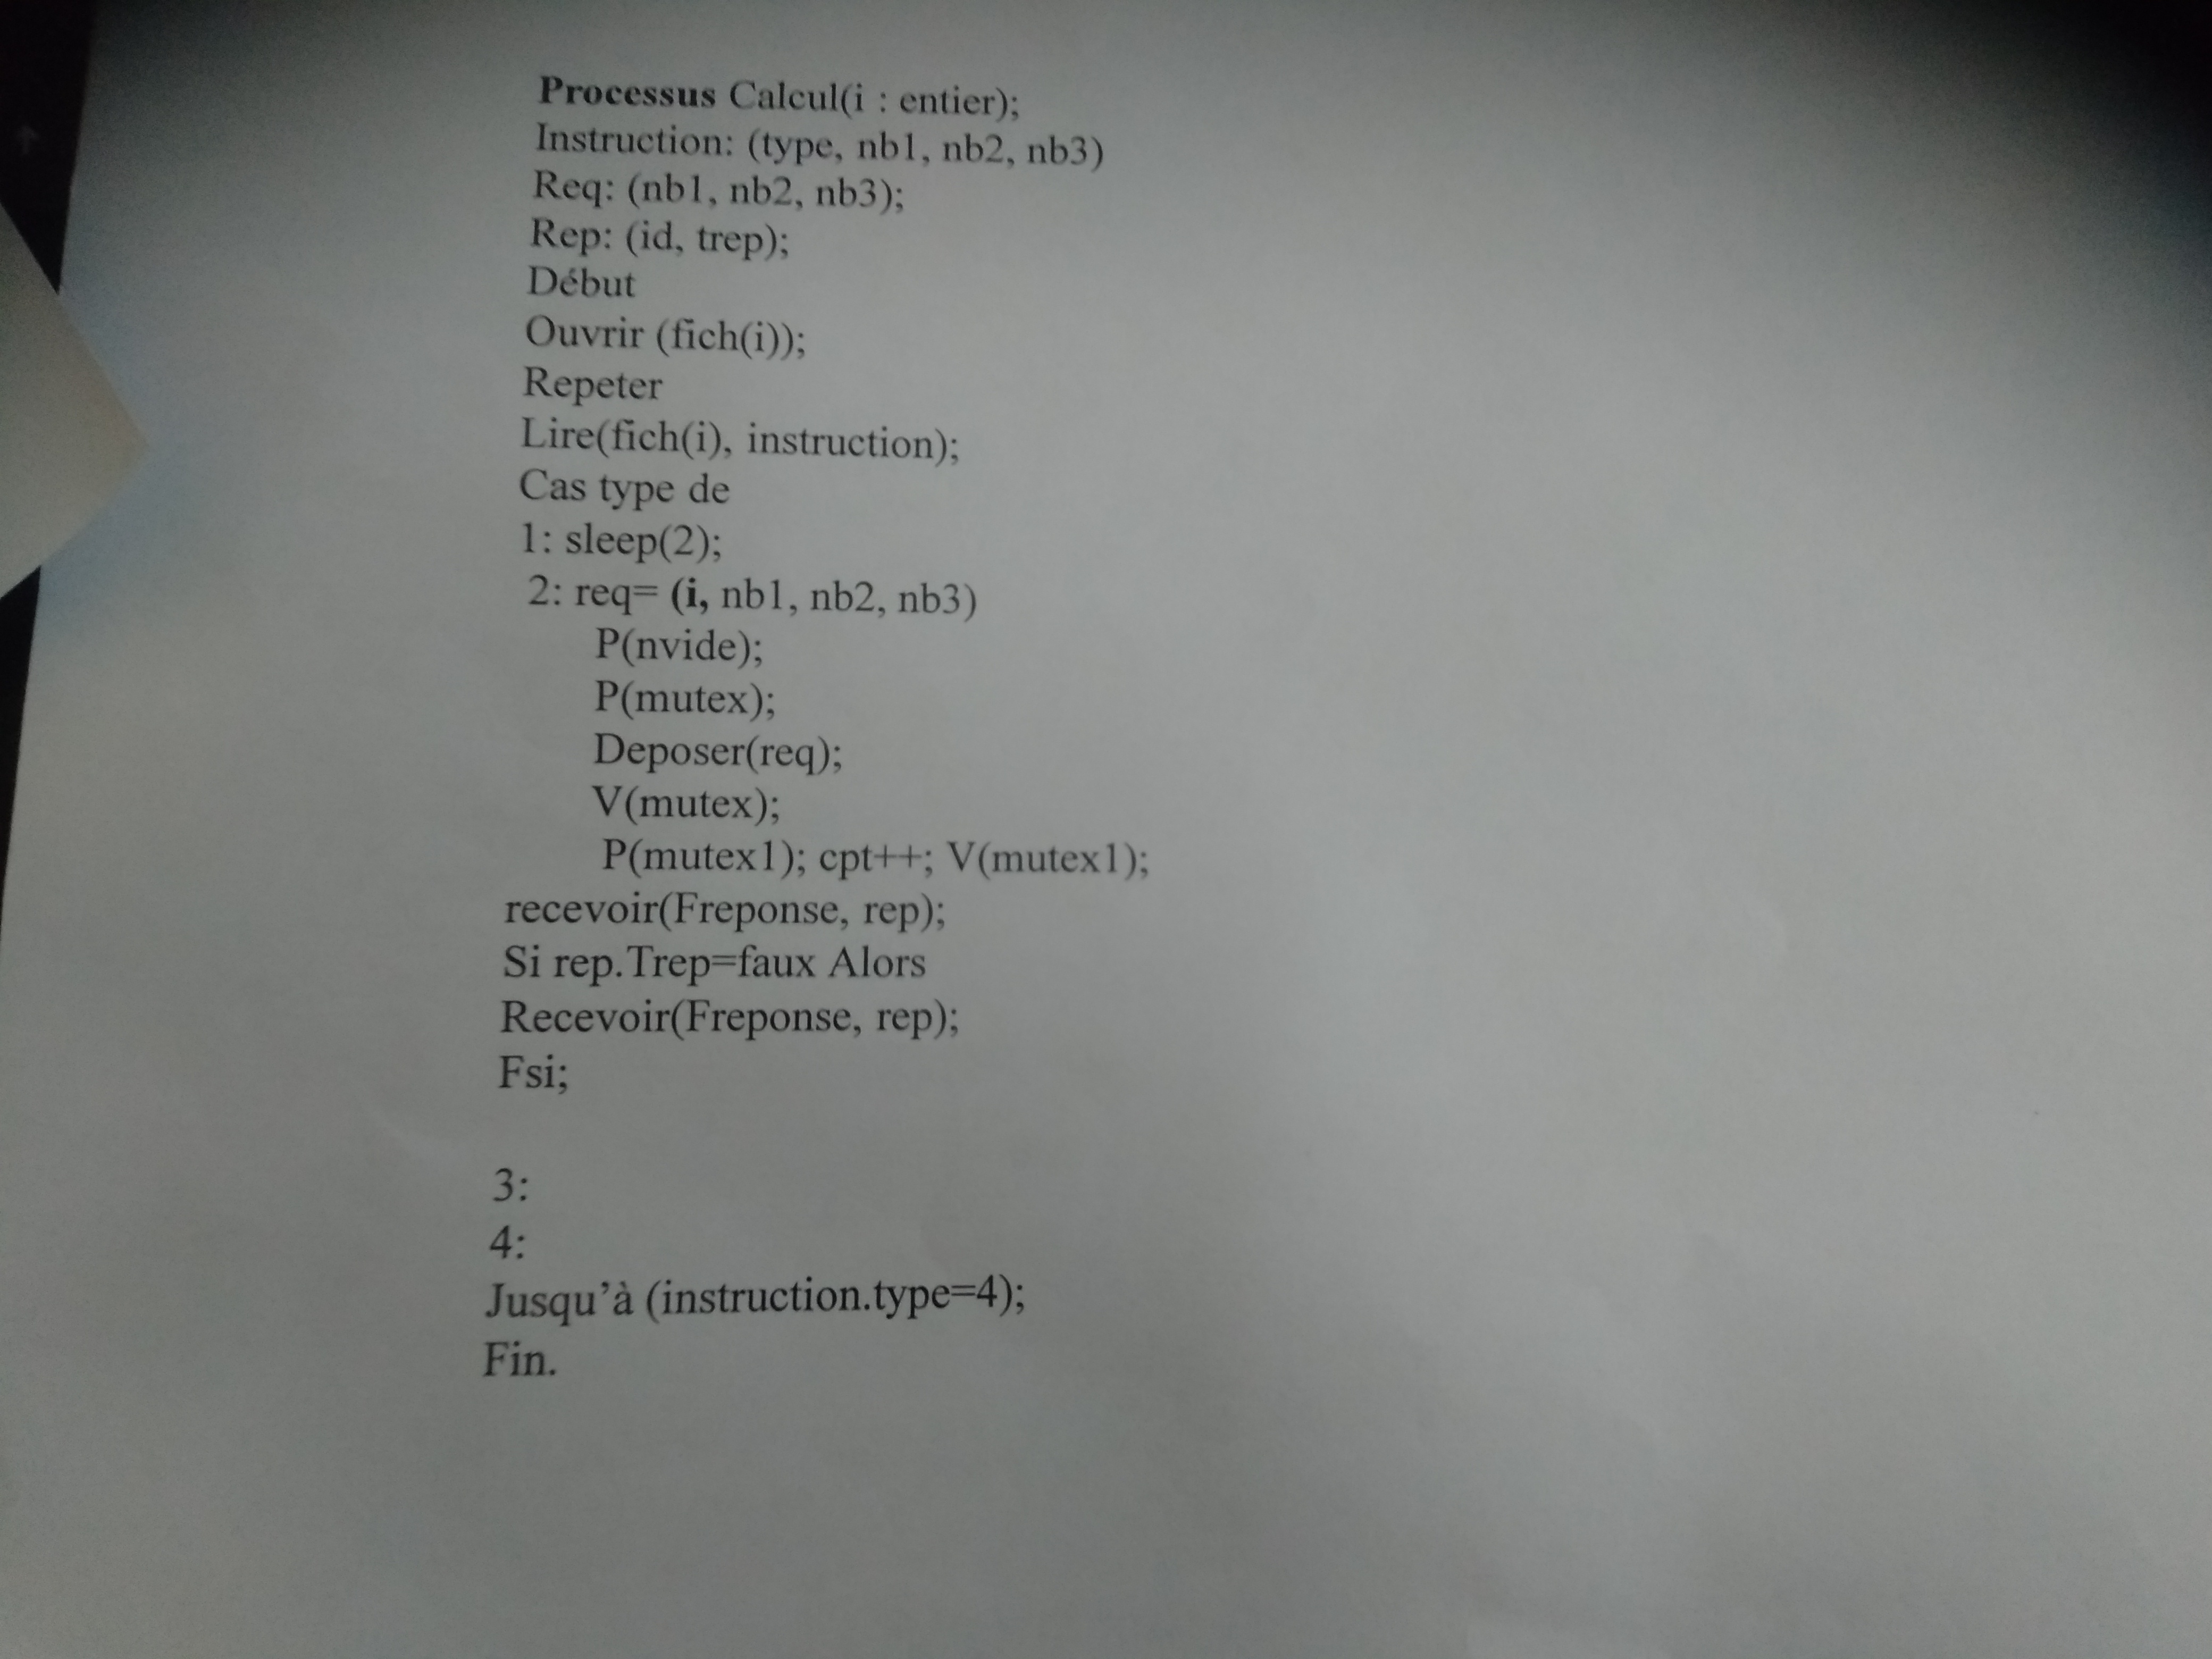 Processus Calcul(i : entier);
Instruction: (type, nb1, nb2, nb3)
Req: (nb1, nb2, nb3);
Rep: (id, trep);
Début
Ouvrir (fich(i));
Repeter
Lire(fich(i), instruction);
Cas type de
1: sleep(2);
2: req= (i, nb1, nb2, nb3)
P(nvide);
P(mutex);
Deposer(req);
V(mutex);
P(mutex1); cpt++; V(mutex1);
recevoir(Freponse, rep);
Si rep.Trep=faux Alors
Recevoir(Freponse, rep);
Fsi;
3:
4:
Jusqu’à (instruction.type=4);
Fin.